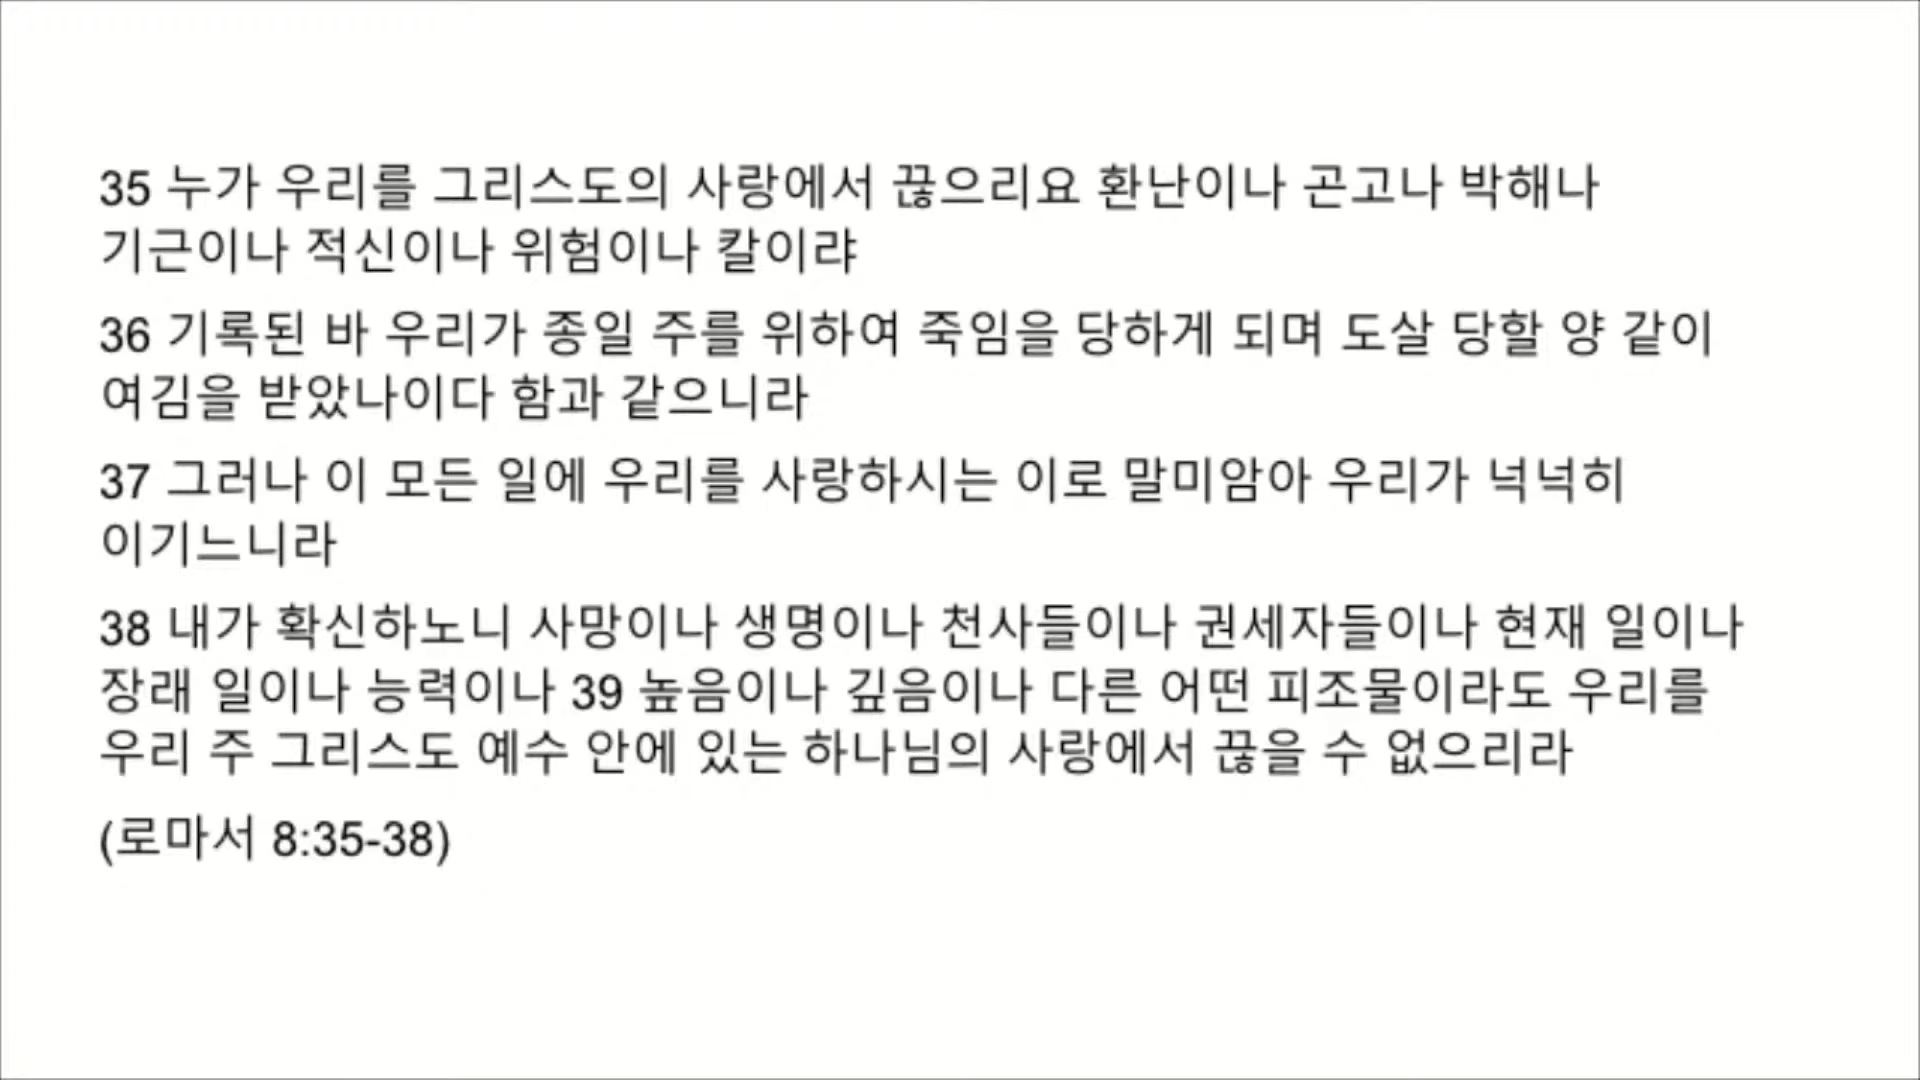 35 누가 우리를 그리스도의 사랑에서 끊으리요 환난이나 곤고나 박해나
기근이나 적신이나 위험이나 칼이랴
36 기록된 바 우리가 종일 주를 위하여 죽임을 당하게 되며 도살 당할 양 같이
여김을 받았나이다 함과 같으니라
37 그러나 이 모든 일에 우리를 사랑하시는 이로 말미암아 우리가 넉넉히
이기느니라
38 내가 확신하노니 사망이나 생명이나 천사들이나 권세자들이나 현재 일이나
장래 일이나 능력이나 39 높음이나 깊음이나 다른 어떤 피조물이라도 우리를
우리 주 그리스도 예수 안에 있는 하나님의 사랑에서 끊을 수 없으리라
(로마서 8:35-38)